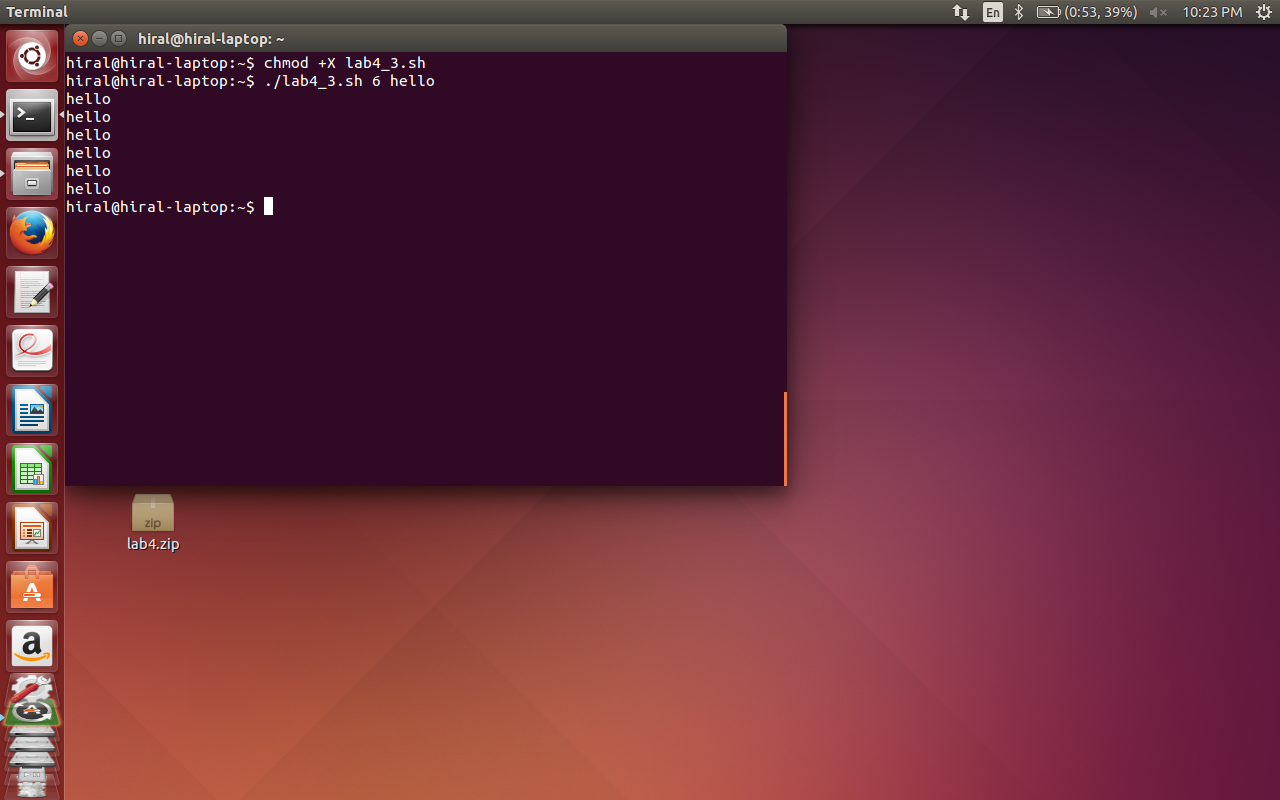 Terminal
En
(0:53, 39%)
10:23 PM
hiral@hiral-laptop: ~
hiral@hiral-laptop:~$ chmod +X lab4_3.sh
hiral@hiral-laptop:~$ ./lab4_3.sh 6 hello
hello
hello
hello
hello
hello
hello
hiral@hiral-laptop:~$
zip
lab4.zip